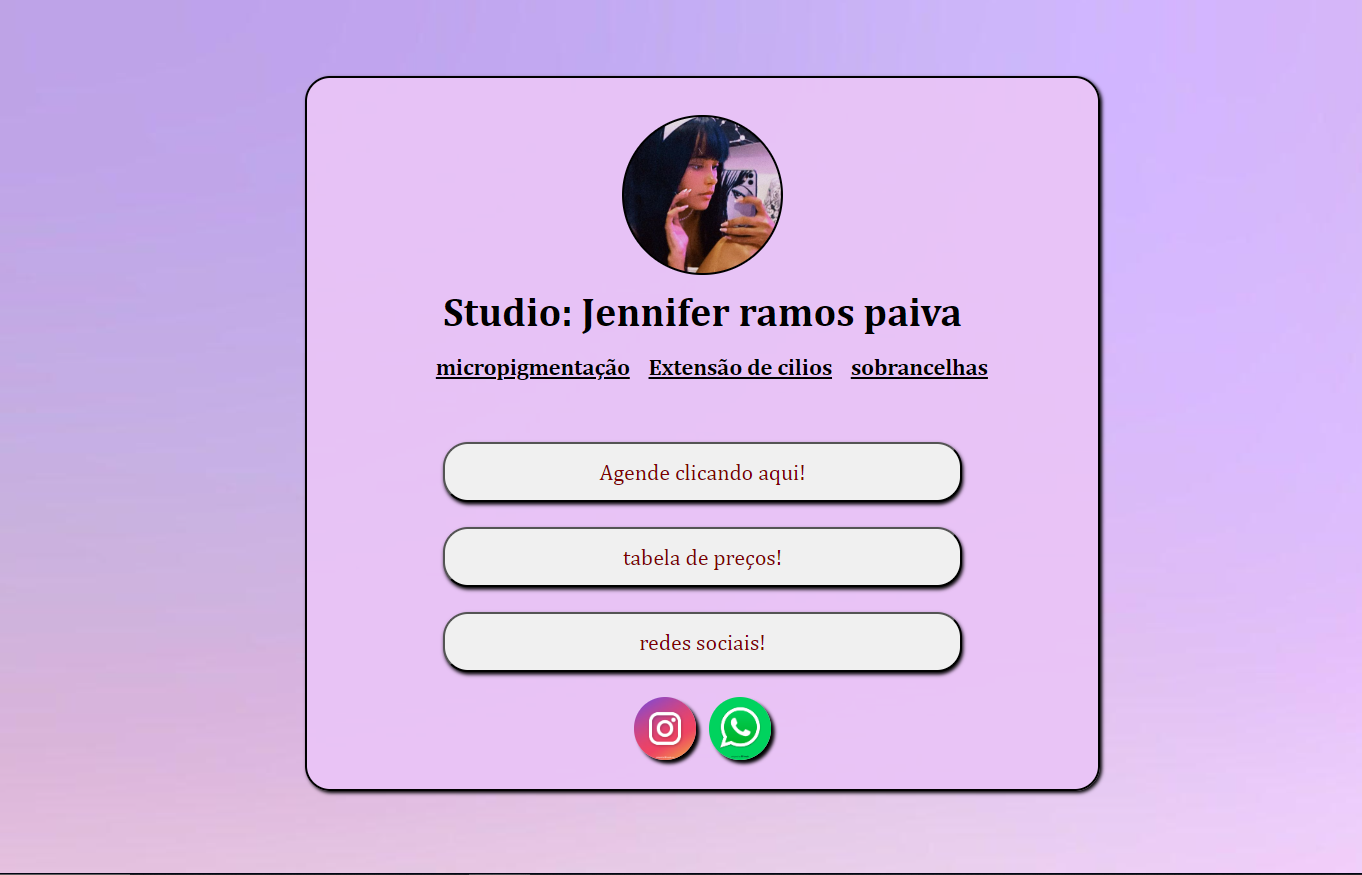 Studio: Jennifer ramos paiva
micropigmentação Extensão de cilios sobrancelhas
Agende clicando aqui!
tabela de preços!
redes sociais!